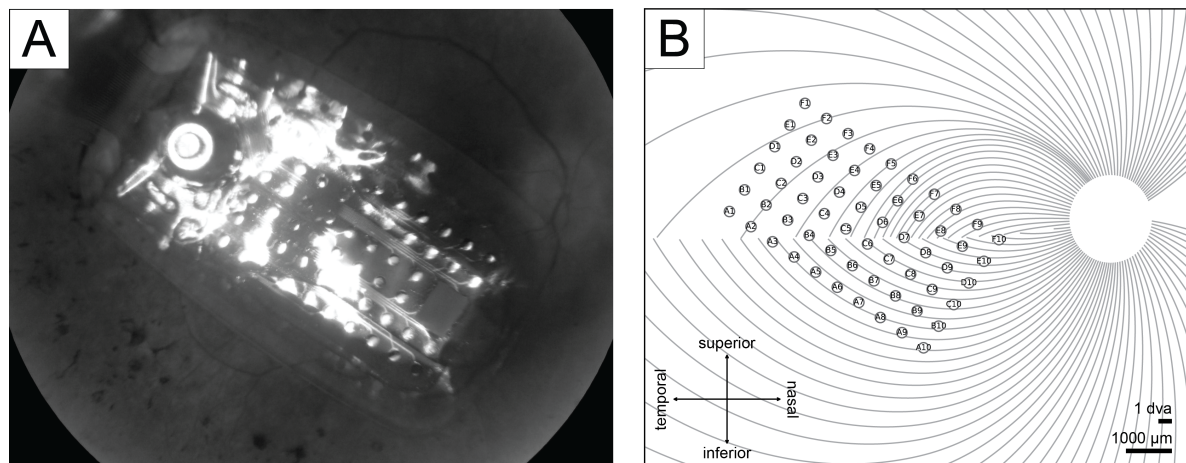 A
B
F1
F2
E1
F3
E2
D1
F4
E3
D2
F5
C1
E4
D3
F6
E5
C2
B1
D4
F7
C3
E6
B2
D5
F8
A1
C4
E7
B3
D6
F9
A2
C5
E8
B4
D7
F10
A3
C6
E9
B5
D8
A4
C7
E10
B6
D9
A5
C8
B7
D10
A6
C9
B8
A7
C10
B9
A8
B10
A9
A10
superior
temporal
nasal
inferior
1 dva
1000 µm